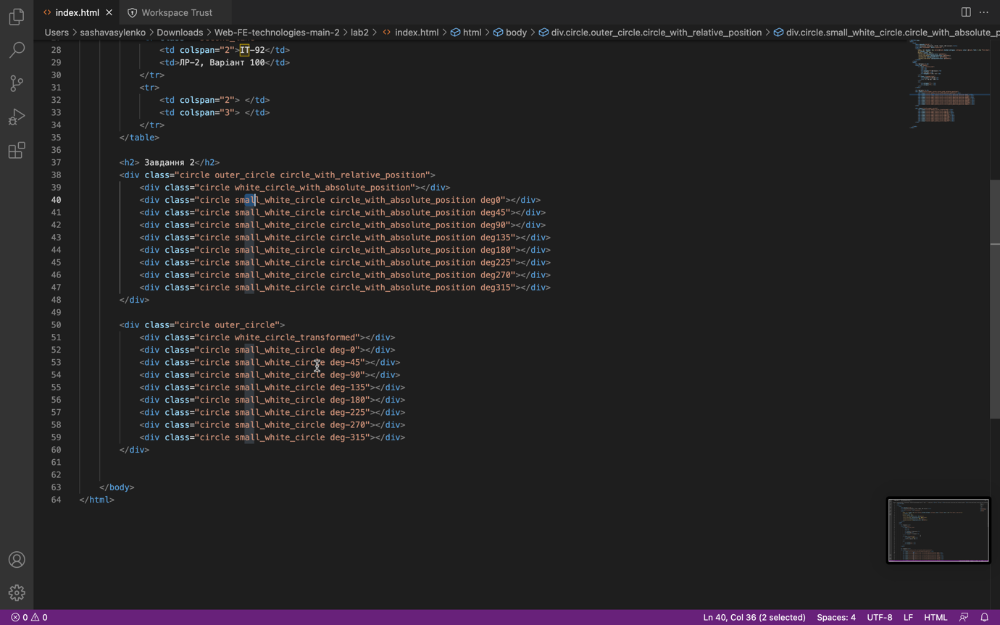 index.html
Workspace Trust
Users > sashavasylenko > Downloads > Web-FE-technologies-main-2 > lab2 > index.html > html > body > div.circle.outer_circle.circle_with_relative_position > div.circle.small_white_circle.circle_with_absolute_p
28 <td colspan="2">IT-92</td>
29 <td>ЛР-2, Варіант 100</td>
30 </tr>
31 <tr>
32 <td colspan="2"> </td>
33 <td colspan="3"> </td>
34 </tr>
35 </table>
36
37 <h2> Завдання 2</h2>
38 <div class="circle outer_circle circle_with_relative_position">
39 <div class="circle white_circle_with_absolute_position"></div>
40 <div class="circle small_white_circle circle_with_absolute_position deg0"></div>
41 <div class="circle small_white_circle circle_with_absolute_position deg45"></div>
42 <div class="circle small_white_circle circle_with_absolute_position deg90"></div>
43 <div class="circle small_white_circle circle_with_absolute_position deg135"></div>
44 <div class="circle small_white_circle circle_with_absolute_position deg180"></div>
45 <div class="circle small_white_circle circle_with_absolute_position deg225"></div>
46 <div class="circle small_white_circle circle_with_absolute_position deg270"></div>
47 <div class="circle small_white_circle circle_with_absolute_position deg315"></div>
48 </div>
49
50 <div class="circle outer_circle">
51 <div class="circle white_circle_transformed"></div>
52 <div class="circle small_white_circle deg-0"></div>
53 <div class="circle small_white_circle deg-45"></div>
54 <div class="circle small_white_circle deg-90"></div>
55 <div class="circle small_white_circle deg-135"></div>
56 <div class="circle small_white_circle deg-180"></div>
57 <div class="circle small_white_circle deg-225"></div>
58 <div class="circle small_white_circle deg-270"></div>
59 <div class="circle small_white_circle deg-315"></div>
60 </div>
61
62
63 </body>
64 </html>
0 0 Ln 40, Col 36 (2 selected) Spaces: 4 UTF-8 LF HTML